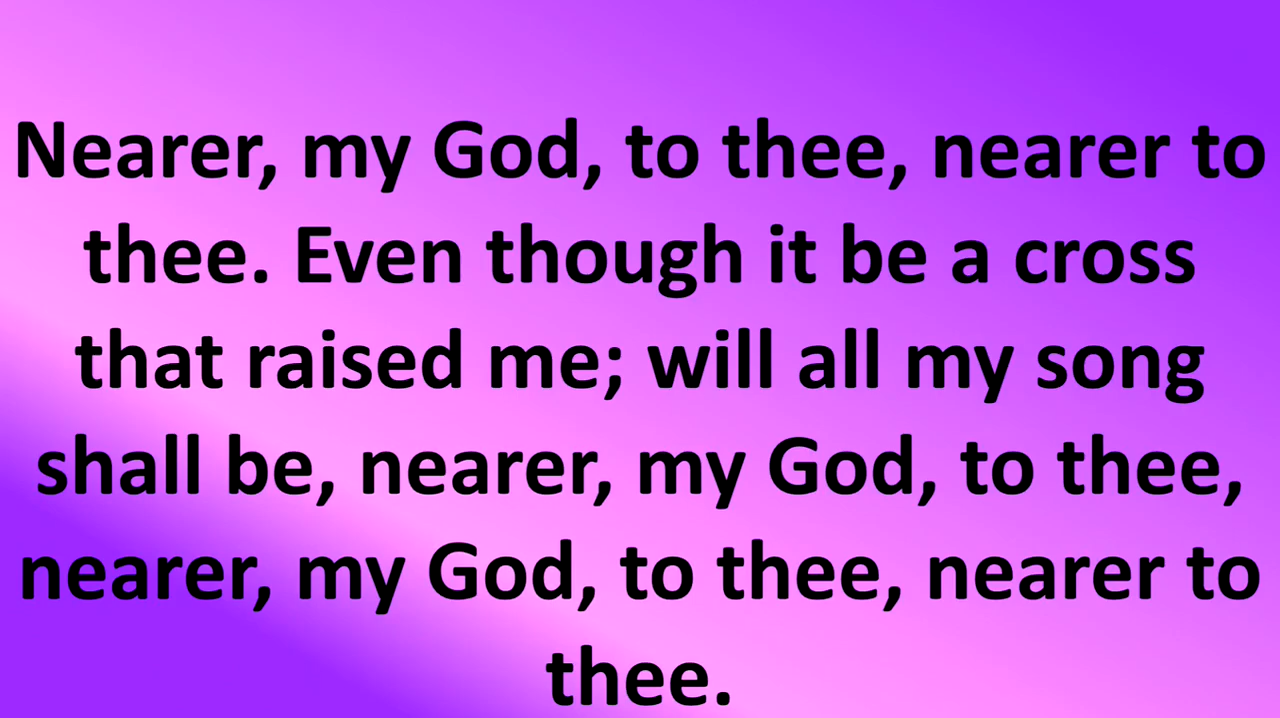 Nearer, my God, to thee, nearer to
thee. Even though it be a cross
that raised me; will all my song
shall be, nearer, my God, to thee,
nearer, my God, to thee, nearer to
thee.